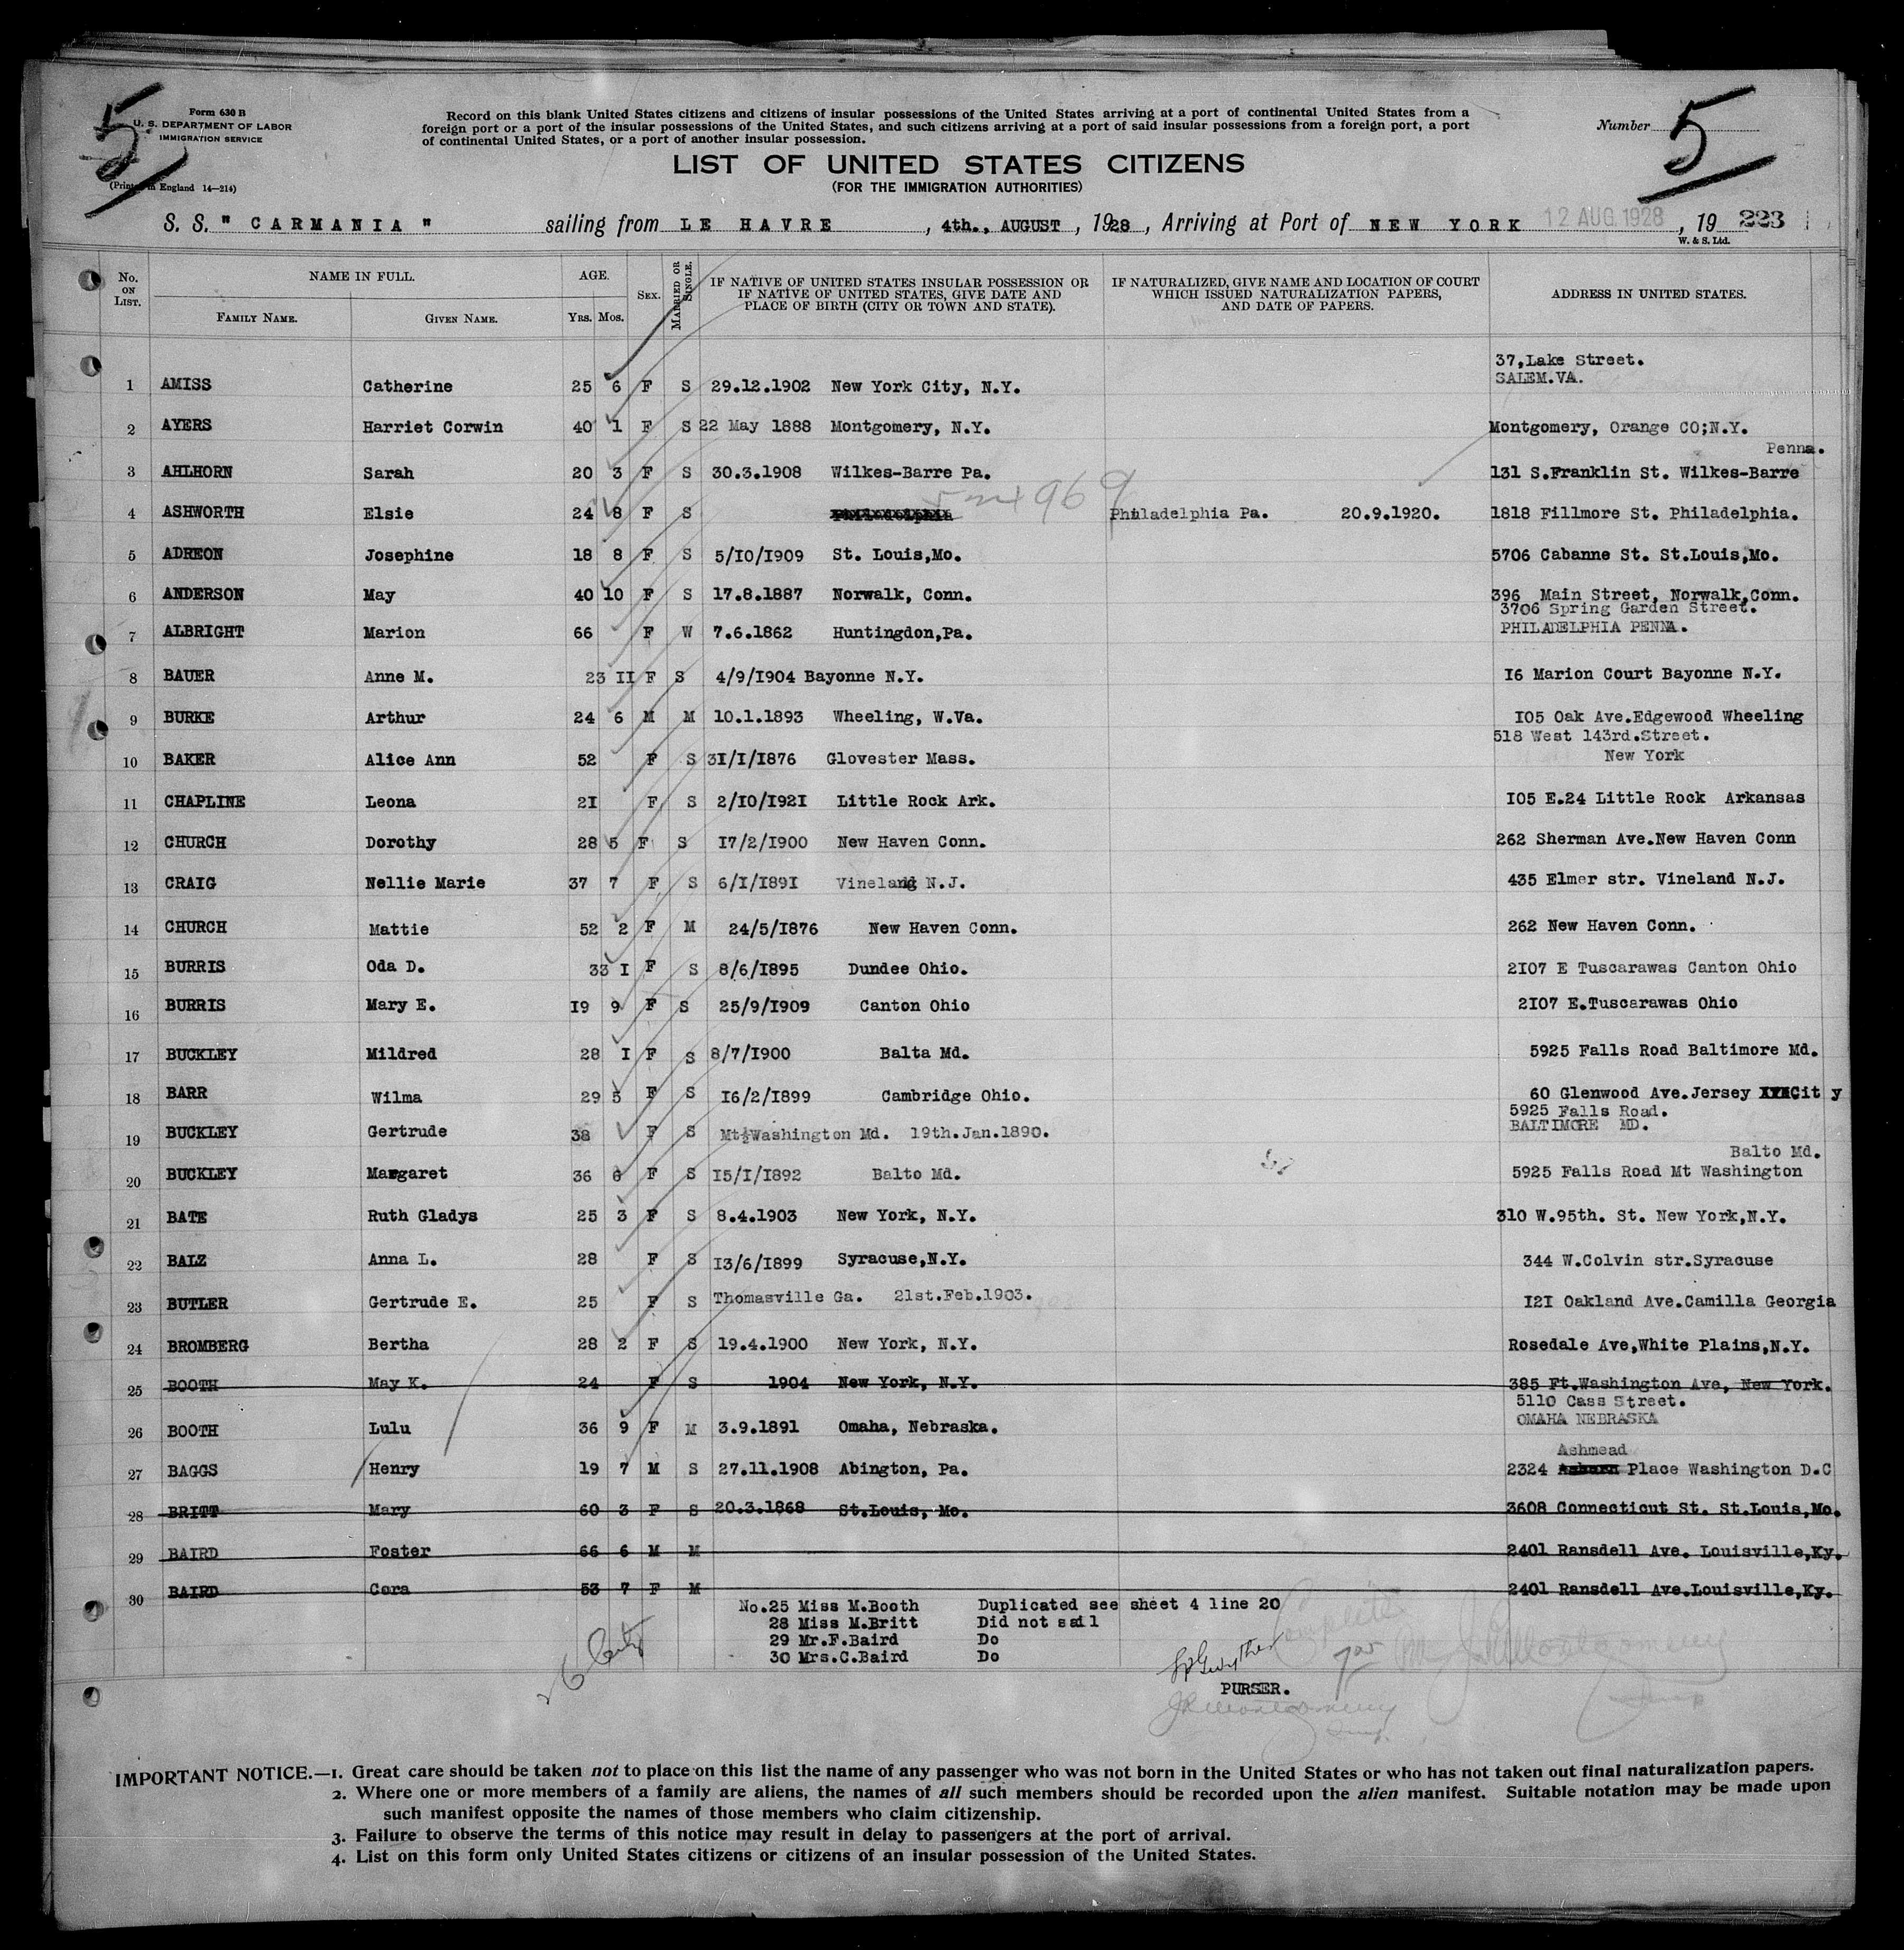 5
Form 630 B
U. S. DEPARTMENT OF LABOR
IMMIGRATION SERVICE
(Printed in England 14—214)
Record on this blank United States citizens and citizens of insular possessions of the United States arriving at a port of continental United States from a
foreign port or a port of the insular possessions of the United States, and such citizens arriving at a port of said insular possessions from a foreign port, a port
of continental United States, or a port of another insular possession.
Number 5
LIST OF UNITED STATES CITIZENS
(FOR THE IMMIGRATION AUTHORITIES)
S. S. " CARMANIA " sailing from LE HAVRE , 4th., AUGUST , 1928 , Arriving at Port of NEW YORK 12 AUG. 1928 , 19 223
W. & S. Ltd.
No. ON LIST. NAME IN FULL. FAMILY NAME. GIVEN NAME. AGE. YRS. MOS. SEX. MARRIED OR SINGLE. IF NATIVE OF UNITED STATES INSULAR POSSESSION OR IF NATIVE OF UNITED STATES, GIVE DATE AND PLACE OF BIRTH (CITY OR TOWN AND STATE). IF NATURALIZED, GIVE NAME AND LOCATION OF COURT WHICH ISSUED NATURALIZATION PAPERS, AND DATE OF PAPERS. ADDRESS IN UNITED STATES.
37,Lake Street.
1 AMISS Catherine 25 6 F S 29.12.1902 New York City, N.Y. SALEM.VA.
2 AYERS Harriet Corwin 40 1 F S 22 May 1888 Montgomery, N.Y. Montgomery, Orange CO;N.Y.
Penna.
3 AHLHORN Sarah 20 3 F S 30.3.1908 Wilkes-Barre Pa. 131 S.Franklin St. Wilkes-Barre
4 ASHWORTH Elsie 24 8 F S Philadelphia Pa. 20.9.1920. 1818 Fillmore St. Philadelphia.
5 ADREON Josephine 18 8 F S 5/10/1909 St. Louis,Mo. 5706 Cabanne St. St.Louis,Mo.
6 ANDERSON May 40 10 F S 17.8.1887 Norwalk, Conn. 396 Main Street, Norwalk,Conn.
3706 Spring Garden Street.
7 ALBRIGHT Marion 66 F W 7.6.1862 Huntingdon,Pa. PHILADELPHIA PENNA.
8 BAUER Anne M. 23 II F S 4/9/I904 Bayonne N.Y. I6 Marion Court Bayonne N.Y.
9 BURKE Arthur 24 6 M M 10.1.1893 Wheeling, W.Va. I05 Oak Ave.Edgewood Wheeling
518 West 143rd.Street.
10 BAKER Alice Ann 52 F S 3I/I/I876 Glovester Mass. New York
11 CHAPLINE Leona 2I F S 2/I0/I92I Little Rock Ark. I05 E.24 Little Rock Arkansas
12 CHURCH Dorothy 28 5 F S I7/2/I900 New Haven Conn. 262 Sherman Ave.New Haven Conn
13 CRAIG Nellie Marie 37 7 F S 6/I/I89I Vineland N.J. 435 Elmer str. Vineland N.J.
14 CHURCH Mattie 52 2 F M 24/5/I876 New Haven Conn. 262 New Haven Conn.
15 BURRIS Oda D. 33 I F S 8/6/I895 Dundee Ohio. 2I07 E Tuscarawas Canton Ohio
16 BURRIS Mary E. I9 9 F S 25/9/I909 Canton Ohio 2I07 E.Tuscarawas Ohio
17 BUCKLEY Mildred 28 I F S 8/7/I900 Balta Md. 5925 Falls Road Baltimore Md.
18 BARR Wilma 29 5 F S I6/2/I899 Cambridge Ohio. 60 Glenwood Ave.Jersey Cit y
5925 Falls Road.
19 BUCKLEY Gertrude 38 F S Mt.Washington Md. 19th.Jan.1890. BALTIMORE MD.
Balto Md.
20 BUCKLEY Margaret 36 6 F S I5/I/I892 Balto Md. 5925 Falls Road Mt Washington
21 BATE Ruth Gladys 25 3 F S 8.4.1903 New York, N.Y. 310 W.95th. St. New York,N.Y.
22 BALZ Anna L. 28 F S I3/6/I899 Syracuse,N.Y. 344 W.Colvin str.Syracuse
23 BUTLER Gertrude E. 25 F S Thomasville Ga. 21st.Feb.1903. I2I Oakland Ave.Camilla Georgia
24 BROMBERG Bertha 28 2 F S 19.4.1900 New York, N.Y. Rosedale Ave,White Plains,N.Y.
25 BOOTH May K. 24 F S 1904 New York, N.Y. 385 Ft.Washington Ave, New York.
5110 Cass Street.
OMAHA NEBRASKA
26 BOOTH Lulu 36 9 F M 3.9.1891 Omaha, Nebraska.
Ashmead
27 BAGGS Henry 19 7 M S 27.11.1908 Abington, Pa. 2324 Place Washington D.C
28 BRITT Mary 60 3 F S 20.3.1868 St.Louis, Mo. 3608 Connecticut St. St.Louis,Mo.
29 BAIRD Foster 66 6 M M 2401 Ransdell Ave. Louisville,Ky.
30 BAIRD Cora 53 7 F M 2401 Ransdell Ave.Louisville,Ky.
No.25 Miss M.Booth Duplicated see sheet 4 line 20
28 Miss M.Britt Did not sail
29 Mr.F.Baird Do
30 Mrs.C.Baird Do
PURSER.
IMPORTANT NOTICE.—1. Great care should be taken not to place on this list the name of any passenger who was not born in the United States or who has not taken out final naturalization papers.
2. Where one or more members of a family are aliens, the names of all such members should be recorded upon the alien manifest. Suitable notation may be made upon
such manifest opposite the names of those members who claim citizenship.
3. Failure to observe the terms of this notice may result in delay to passengers at the port of arrival.
4. List on this form only United States citizens or citizens of an insular possession of the United States.